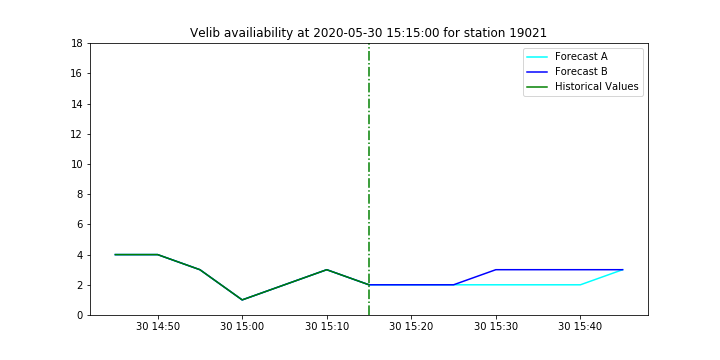 Velib availiability at 2020-05-30 15:15:00 for station 19021
18
16
14
12
10
8
6
4
2
0
Forecast A
Forecast B
Historical Values
30 14:50 30 15:00 30 15:10 30 15:20 30 15:30 30 15:40